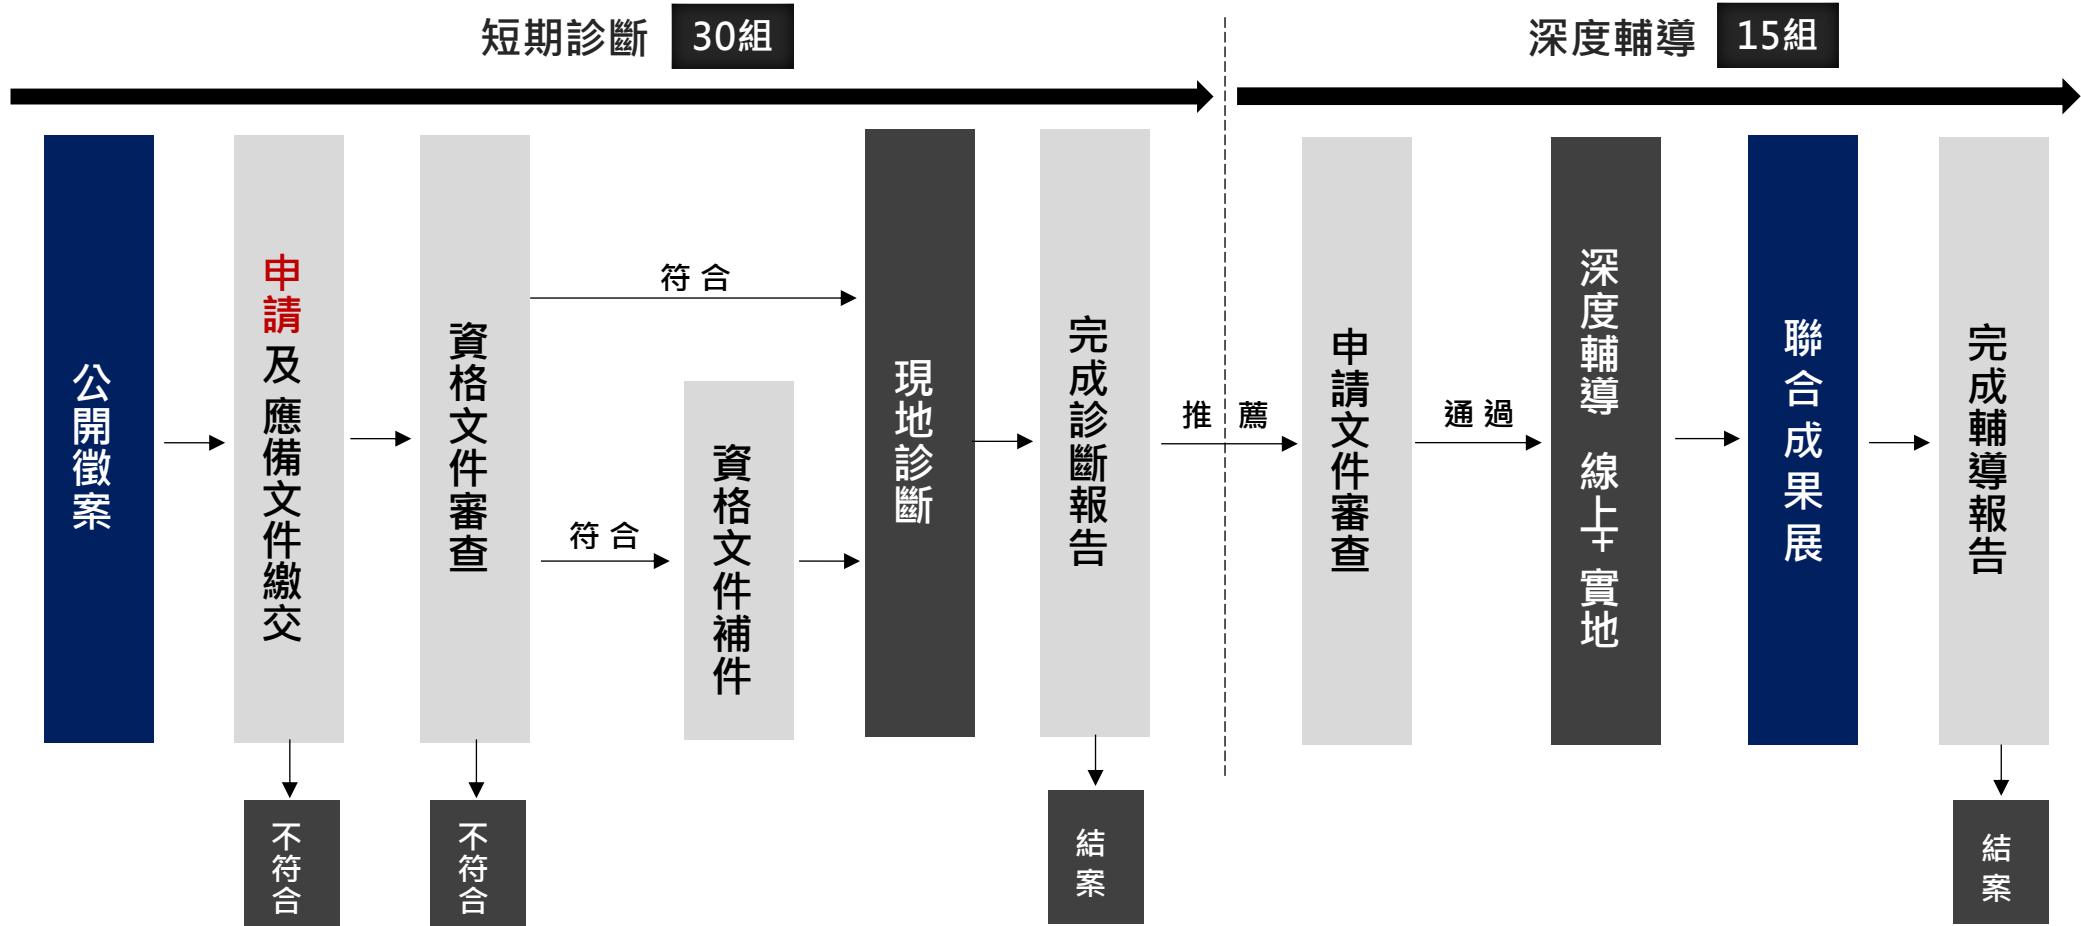 短期診斷
30組
深度輔導
15組
公開徵案
申請及應備文件繳交
不符合
資格文件審查
不符合
符合
符合
資格文件補件
現地診斷
完成診斷報告
結案
推薦
申請文件審查
通過
深度輔導 線上+實地
聯合成果展
完成輔導報告
結案